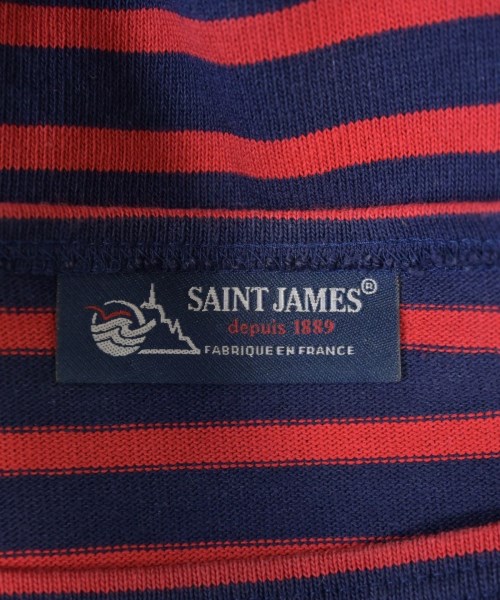 SAINT JAMES®
depuis 1889
FABRIQUE EN FRANCE